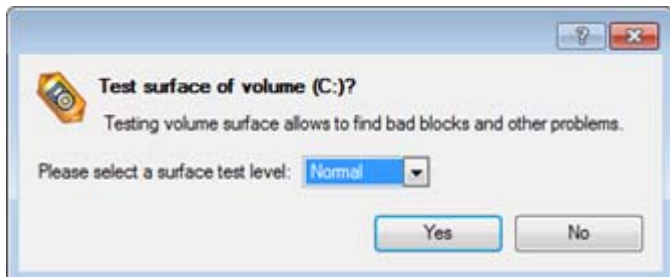 Test surface of volume (C:)?
Testing volume surface allows to find bad blocks and other problems.
Please select a surface test level: Normal
Yes No